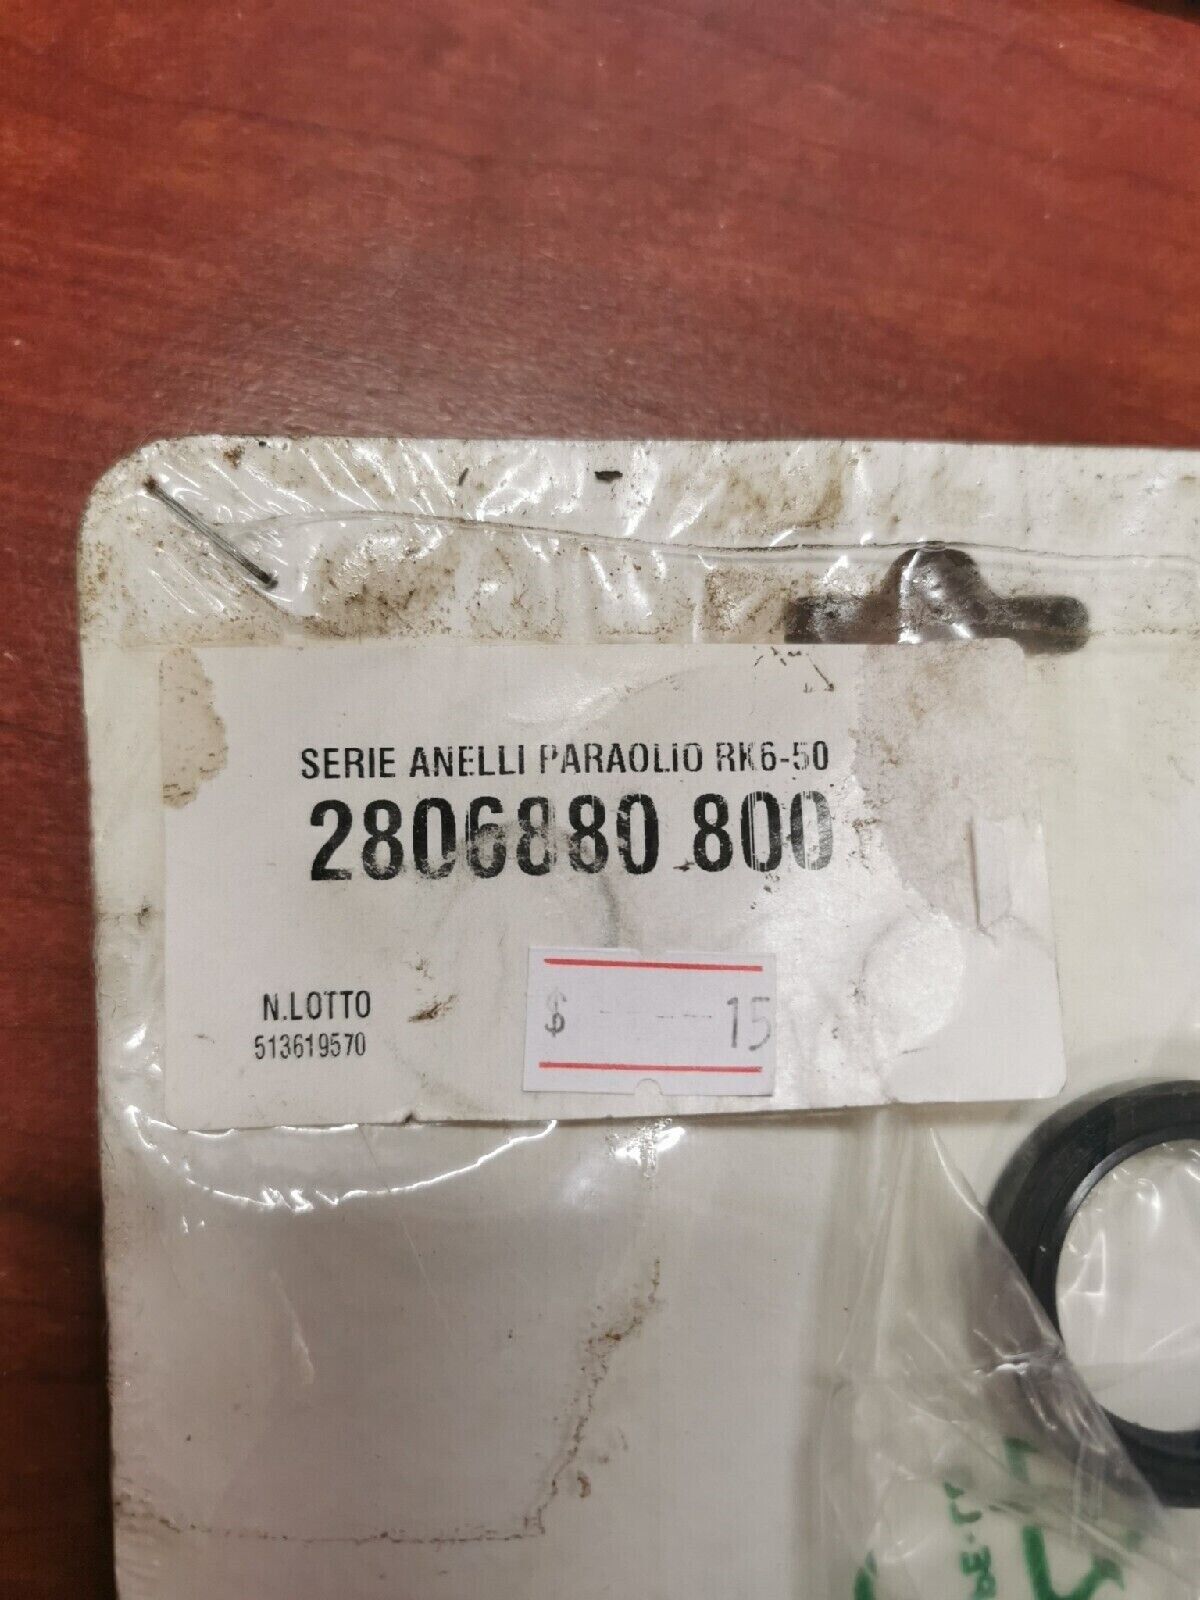 SERIE ANELLI PARAOLIO RK6-50
2806880 800
N.LOTTO
513619570
$ ----- 15